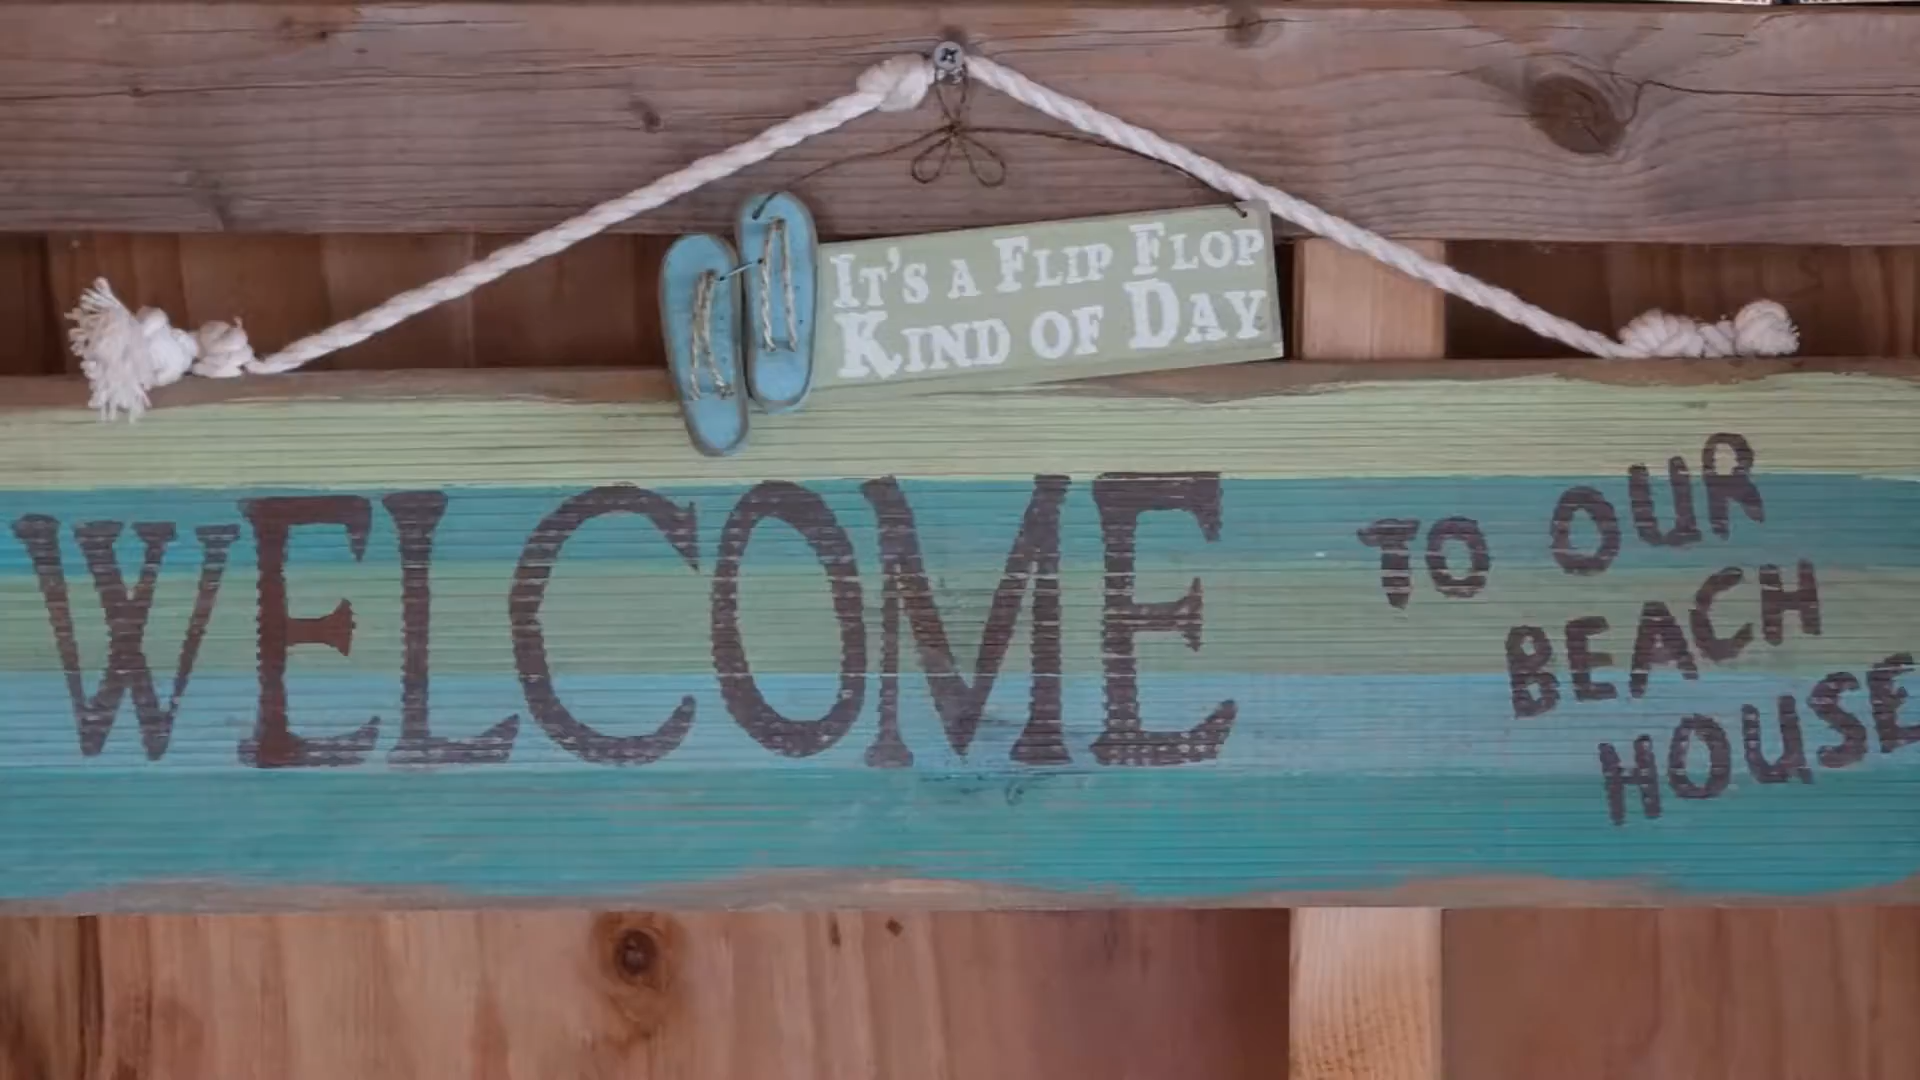 IT'S A FLIP FLOP
KIND OF DAY
WELCOME
TO OUR
BEACH
HOUSE